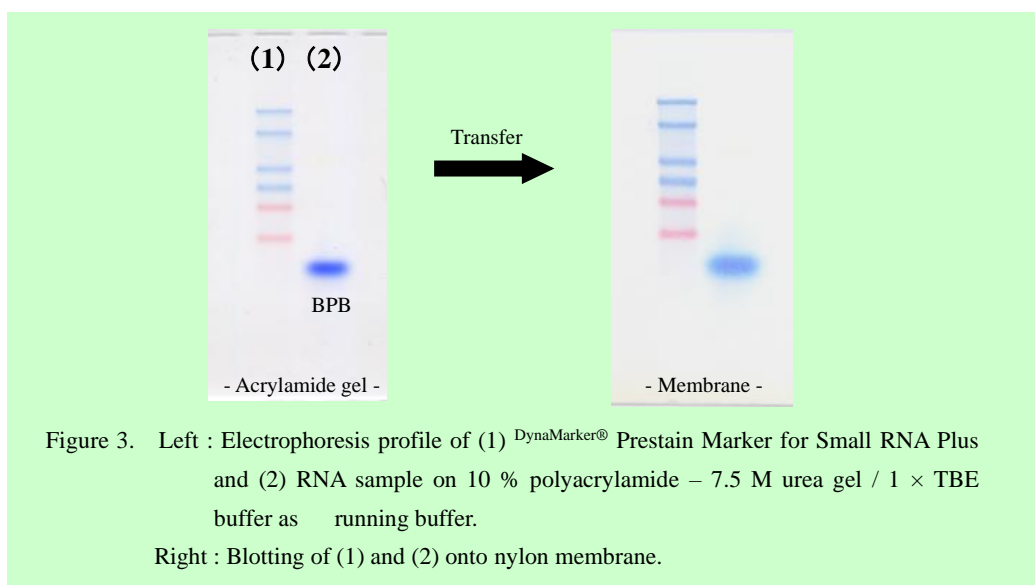 (1) (2)
Transfer
BPB
- Acrylamide gel -
- Membrane -
Figure 3. Left : Electrophoresis profile of (1) DynaMarker® Prestain Marker for Small RNA Plus
and (2) RNA sample on 10 % polyacrylamide – 7.5 M urea gel / 1 × TBE
buffer as running buffer.
Right : Blotting of (1) and (2) onto nylon membrane.